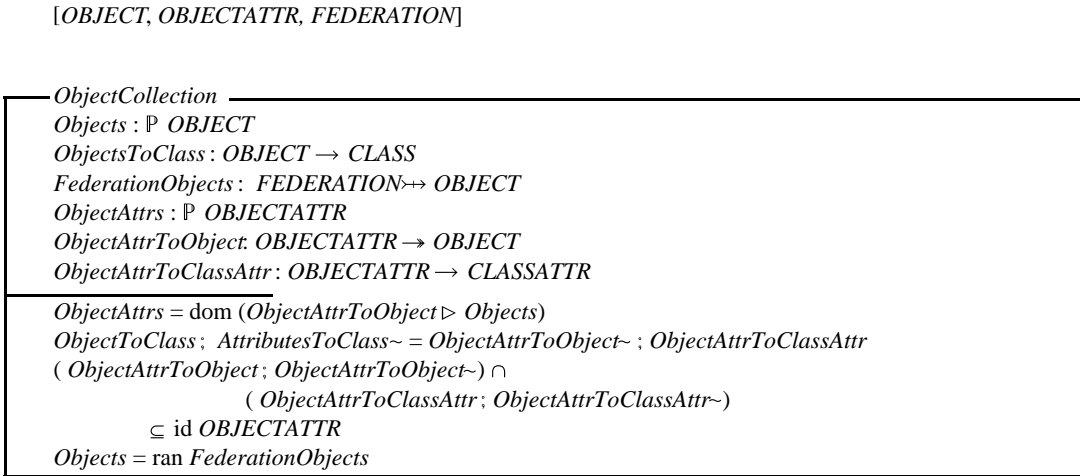 [OBJECT, OBJECTATTR, FEDERATION]
ObjectCollection
Objects : ℙ OBJECT
ObjectsToClass : OBJECT → CLASS
FederationObjects : FEDERATION ⤖ OBJECT
ObjectAttrs : ℙ OBJECTATTR
ObjectAttrToObject: OBJECTATTR ↠ OBJECT
ObjectAttrToClassAttr : OBJECTATTR → CLASSATTR
ObjectAttrs = dom (ObjectAttrToObject ▷ Objects)
ObjectToClass ; AttributesToClass~ = ObjectAttrToObject~ ; ObjectAttrToClassAttr
( ObjectAttrToObject ; ObjectAttrToObject~) ∩
( ObjectAttrToClassAttr ; ObjectAttrToClassAttr~)
⊆ id OBJECTATTR
Objects = ran FederationObjects